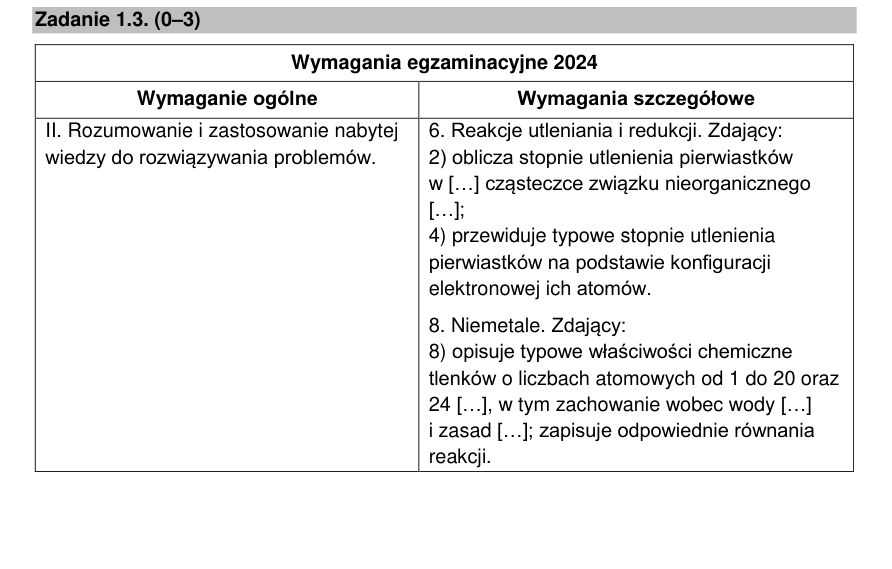 Zadanie 1.3. (0–3)
Wymagania egzaminacyjne 2024
Wymaganie ogólne
Wymagania szczegółowe
II. Rozumowanie i zastosowanie nabytej
wiedzy do rozwiązywania problemów.
6. Reakcje utleniania i redukcji. Zdający:
2) oblicza stopnie utlenienia pierwiastków
w […] cząsteczce związku nieorganicznego
[…];
4) przewiduje typowe stopnie utlenienia
pierwiastków na podstawie konfiguracji
elektronowej ich atomów.
8. Niemetale. Zdający:
8) opisuje typowe właściwości chemiczne
tlenków o liczbach atomowych od 1 do 20 oraz
24 […], w tym zachowanie wobec wody […]
i zasad […]; zapisuje odpowiednie równania
reakcji.